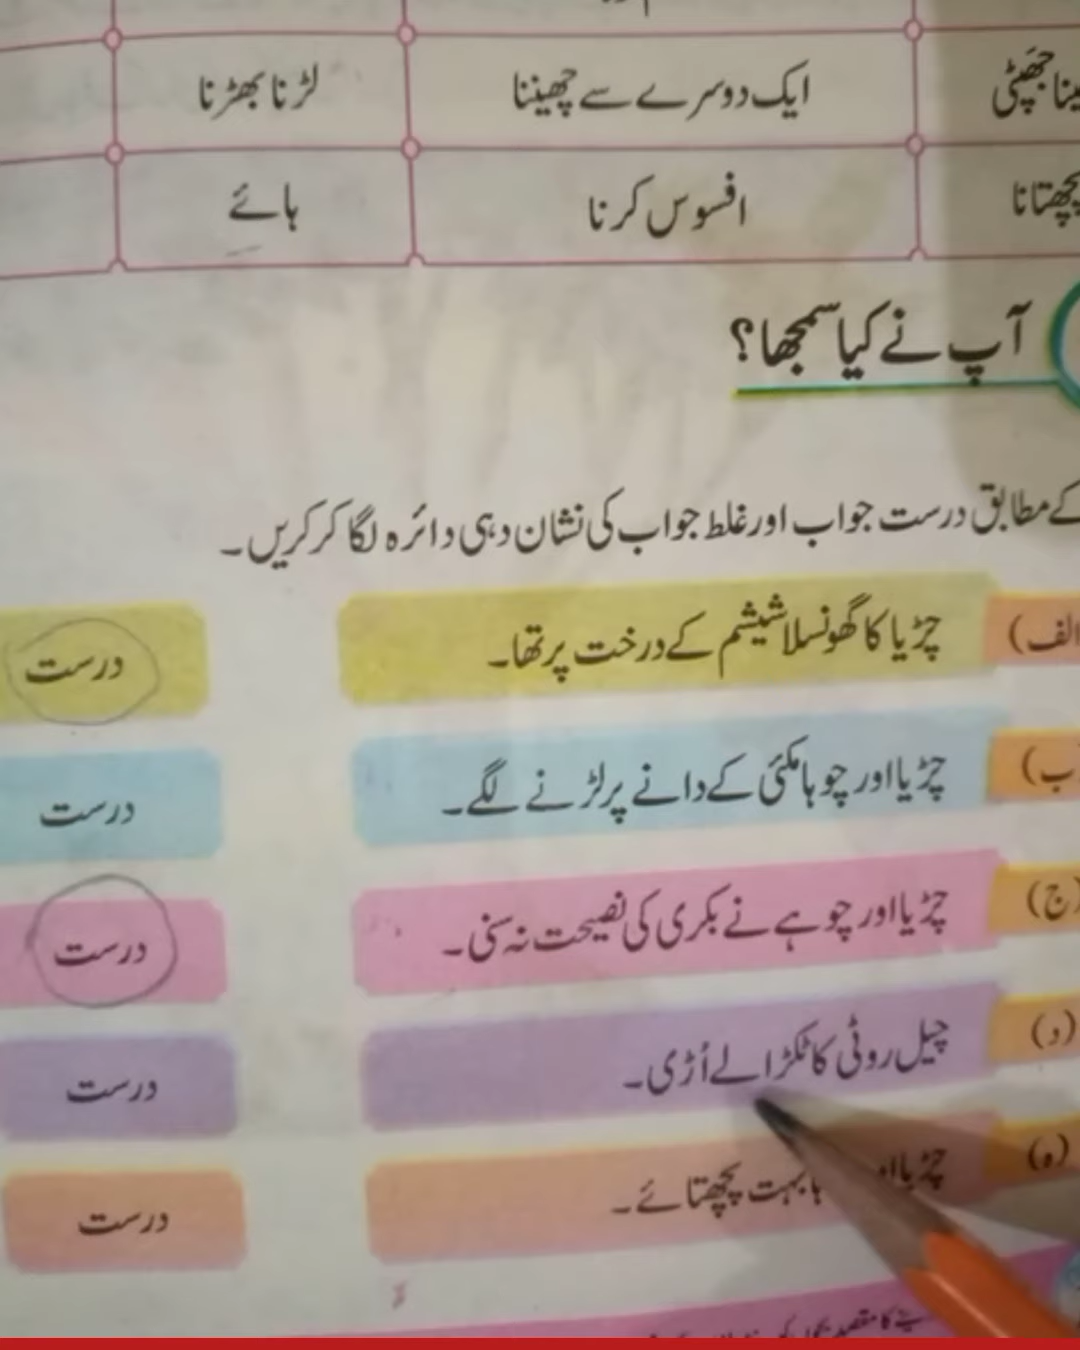 ایک دوسرے سے چھیننا لڑنا بھڑنا
افسوس کرنا ہائے
آپ نے کیا سمجھا؟
کے مطابق درست جواب اور غلط جواب کی نشان دہی دائرہ لگا کر کریں۔
الف) چڑیا کا گھونسلا شیشم کے درخت پر تھا۔ درست
ب) چڑیا اور چوہا مکئی کے دانے پر لڑنے لگے۔ درست
(ج) چڑیا اور چوہے نے بکری کی نصیحت نہ سنی۔ درست
(د) چیل روٹی کا ٹکڑا لے اُڑی۔ درست
(ہ) چڑیا بہت پچھتائے۔ درست